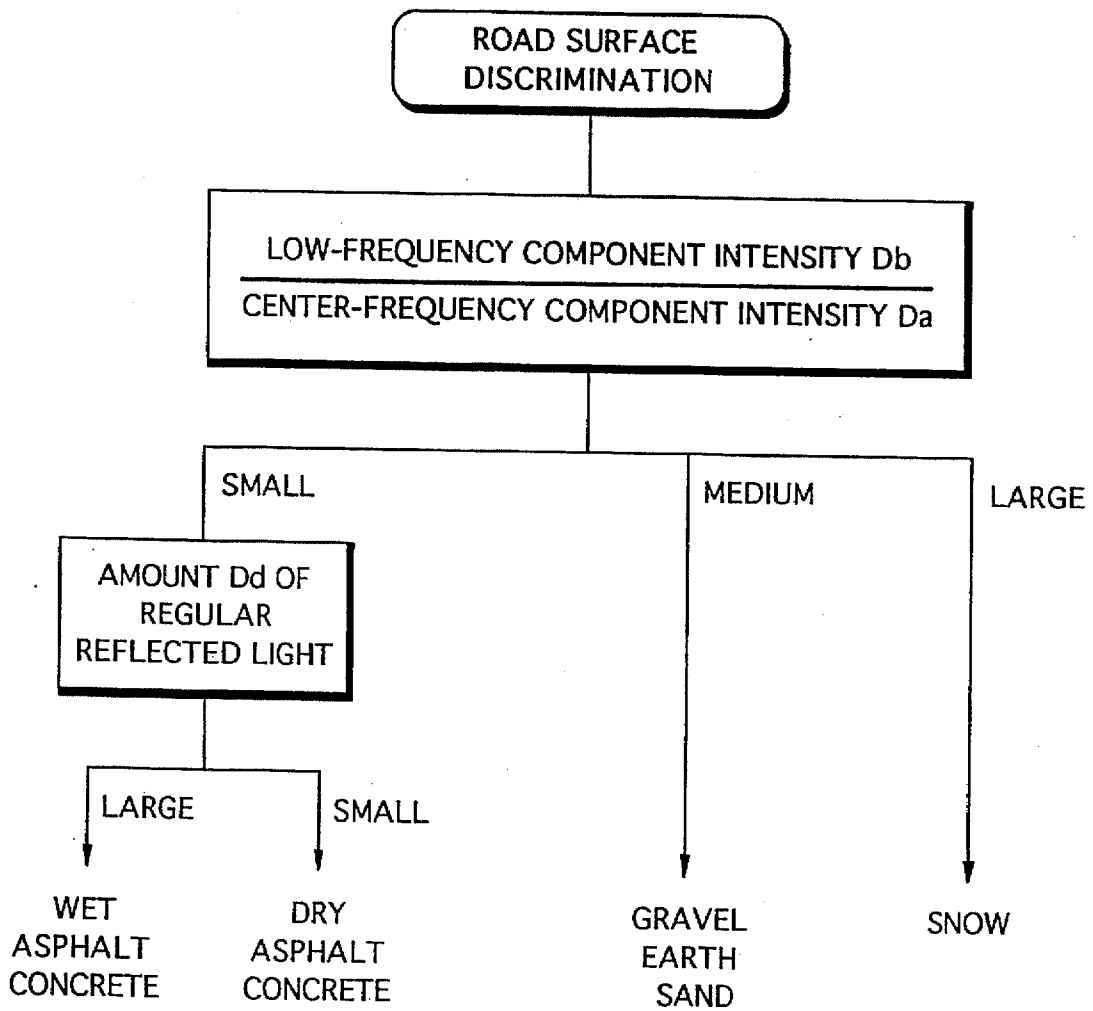 ROAD SURFACE
DISCRIMINATION
LOW-FREQUENCY COMPONENT INTENSITY Db
CENTER-FREQUENCY COMPONENT INTENSITY Da
SMALL
MEDIUM
LARGE
AMOUNT Dd OF
REGULAR
REFLECTED LIGHT
LARGE
SMALL
WET
ASPHALT
CONCRETE
DRY
ASPHALT
CONCRETE
GRAVEL
EARTH
SAND
SNOW